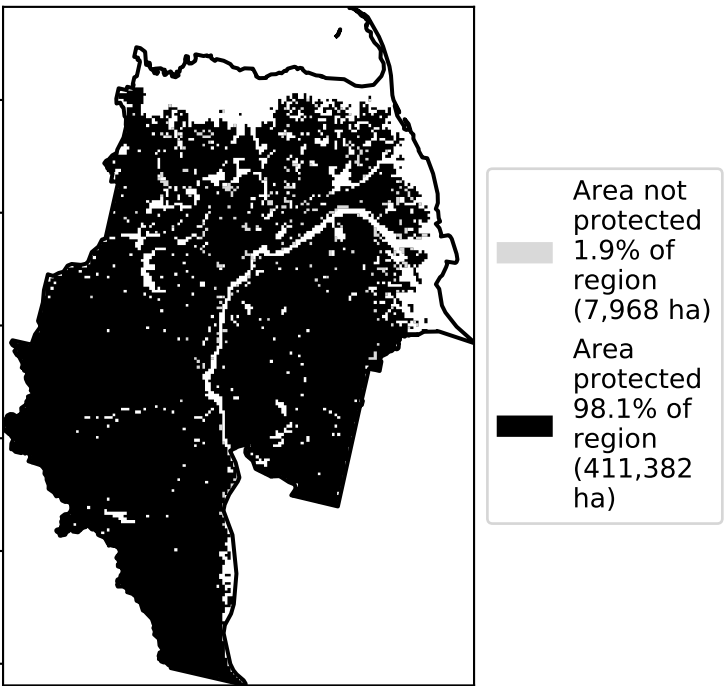 Area not
protected
1.9% of
region
(7,968 ha)
Area
protected
98.1% of
region
(411,382
ha)